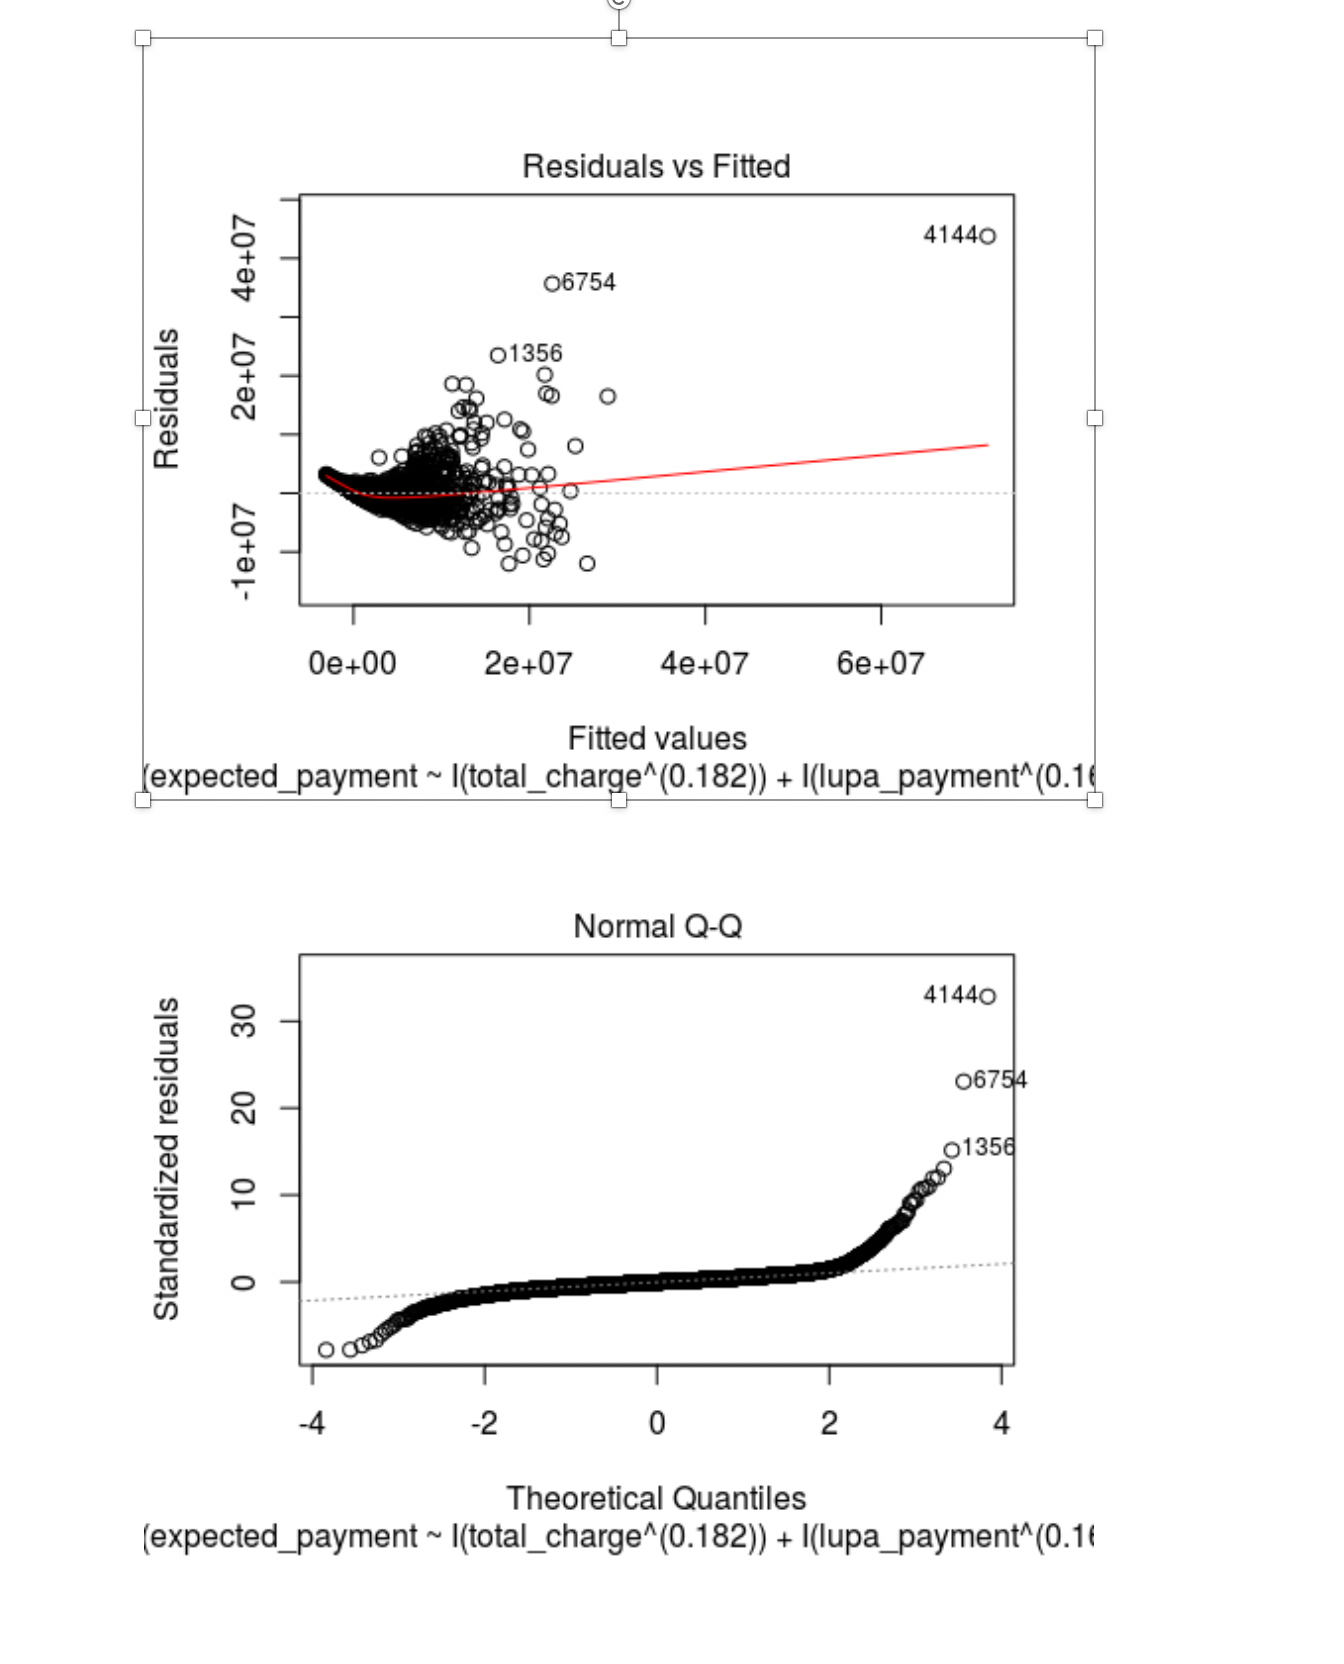 Residuals vs Fitted
Residuals
4e+07
2e+07
-1e+07
4144
6754
1356
0e+00 2e+07 4e+07 6e+07
Fitted values
(expected_payment ~ I(total_charge^(0.182)) + I(lupa_payment^(0.16
Normal Q-Q
Standardized residuals
30
20
10
0
4144
6754
1356
-4 -2 0 2 4
Theoretical Quantiles
(expected_payment ~ I(total_charge^(0.182)) + I(lupa_payment^(0.16